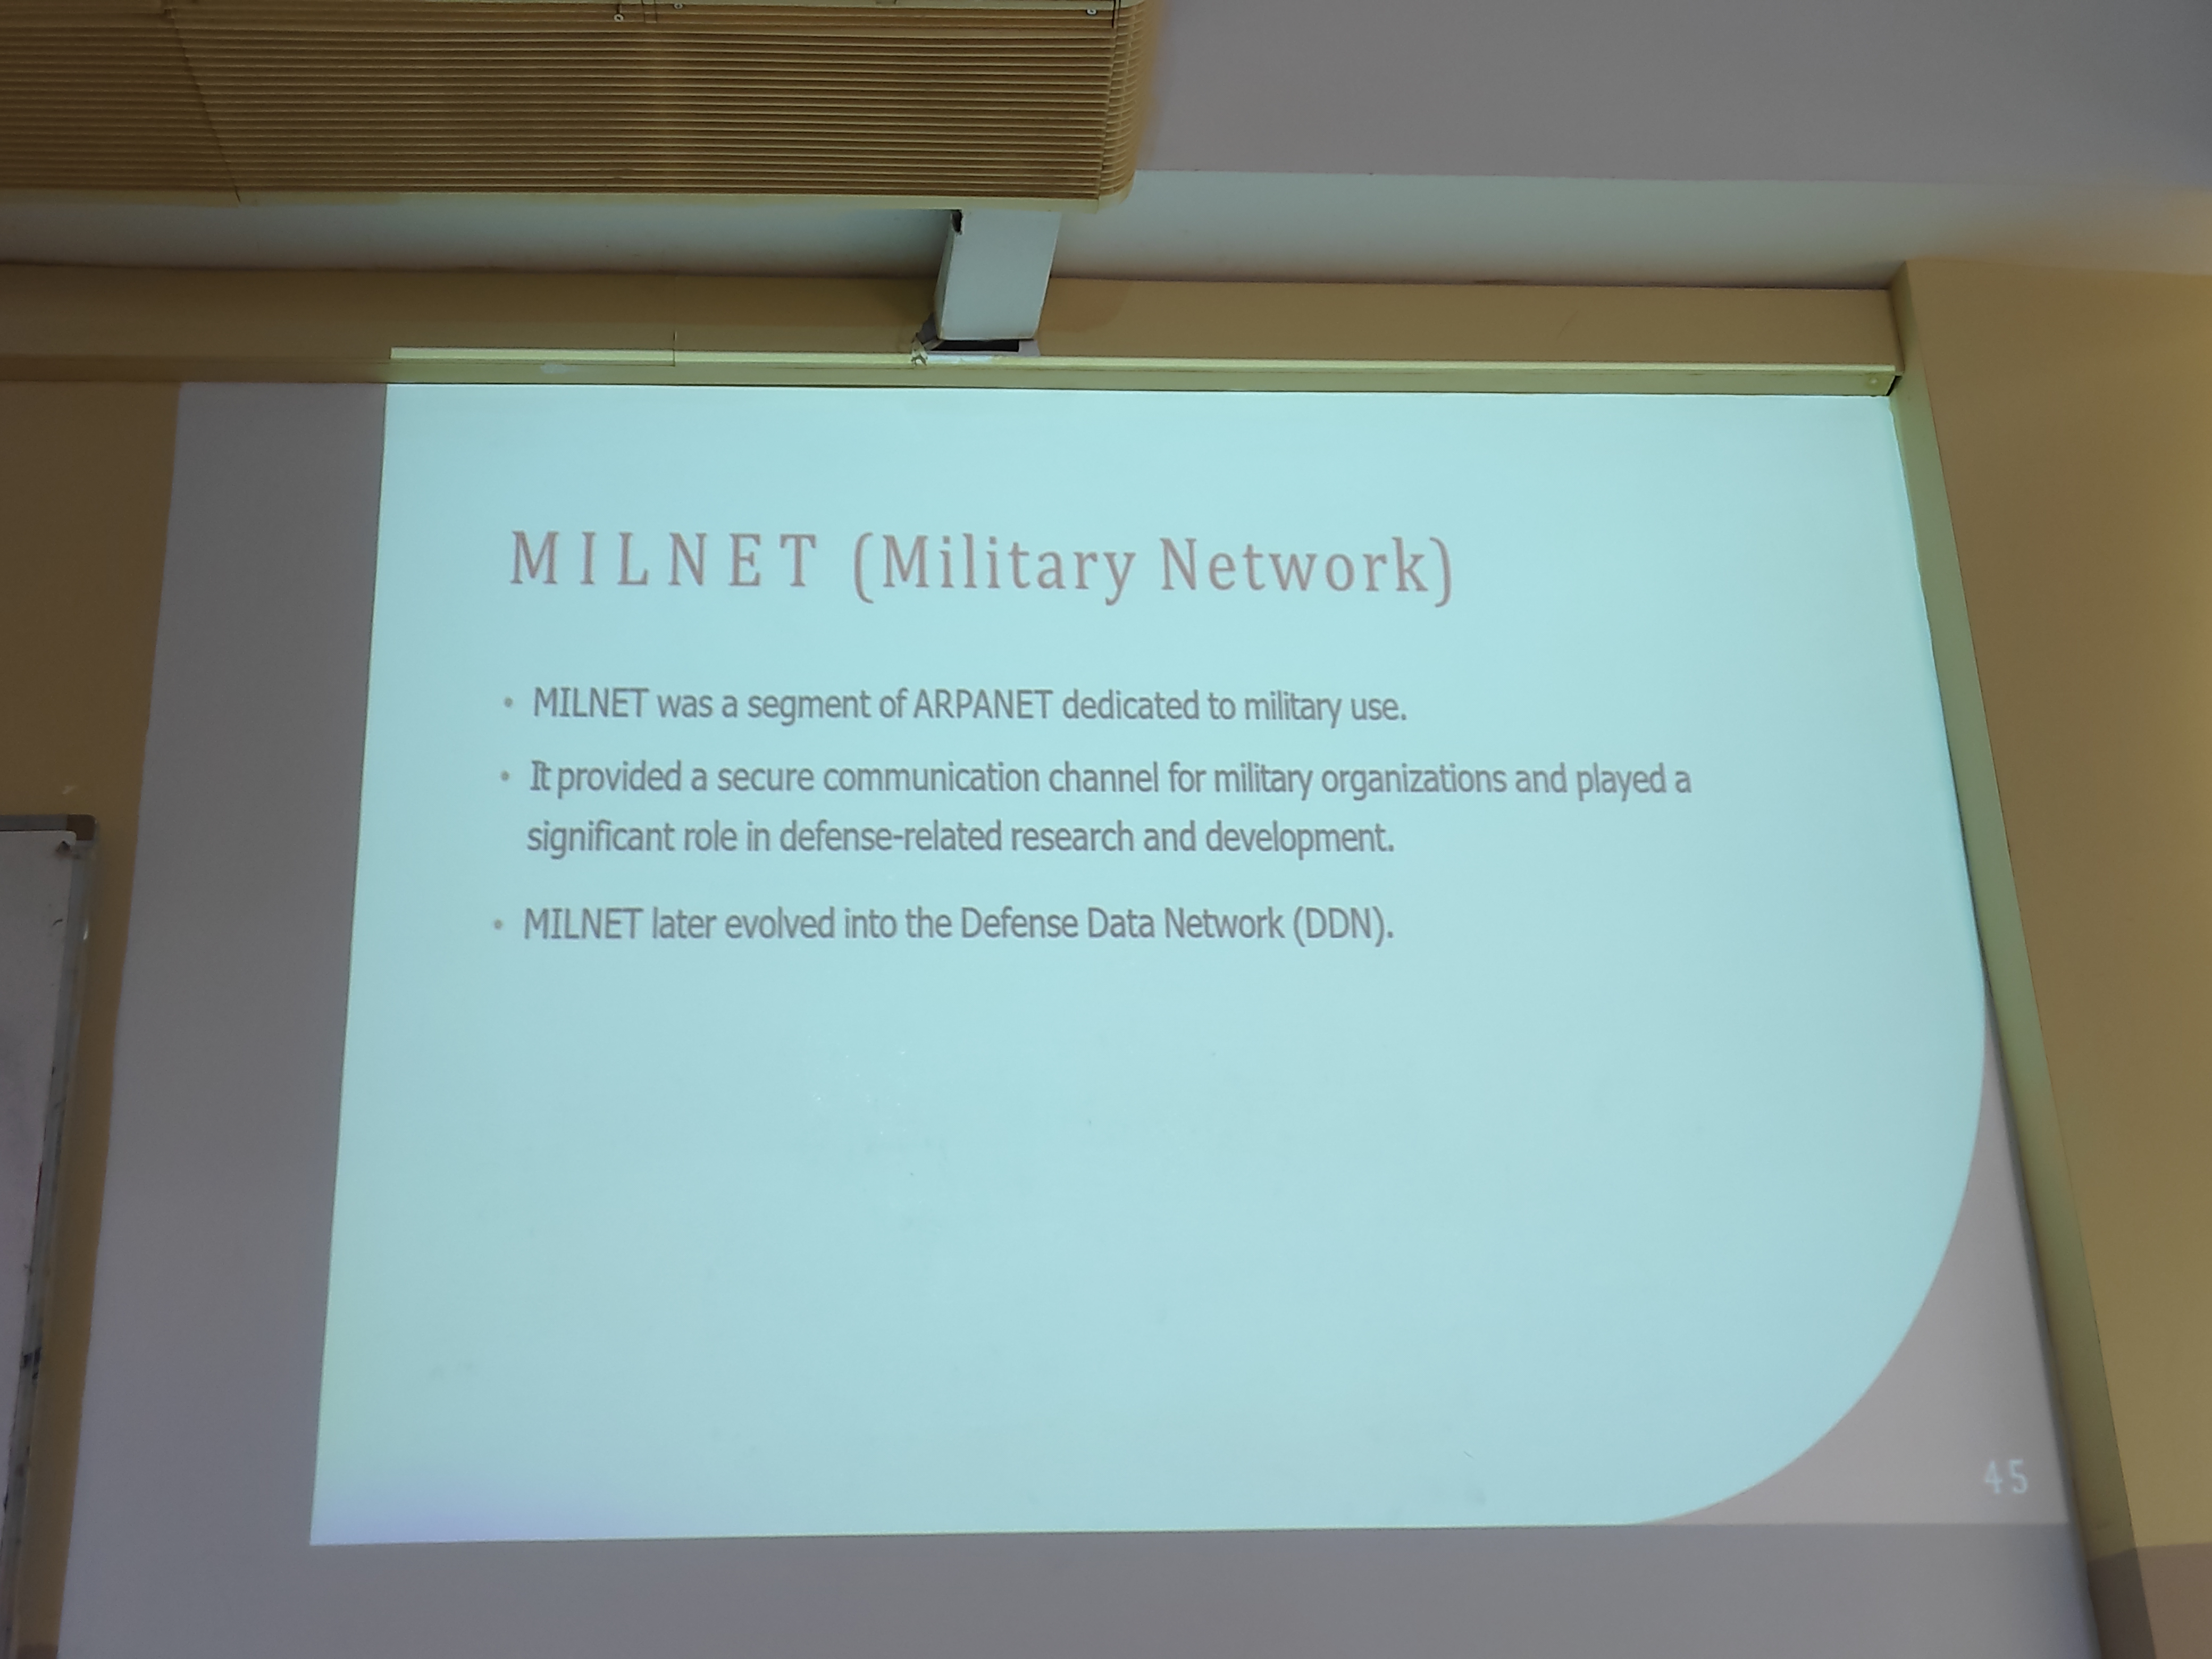 MILNET (Military Network)
• MILNET was a segment of ARPANET dedicated to military use.
• It provided a secure communication channel for military organizations and played a
significant role in defense-related research and development.
• MILNET later evolved into the Defense Data Network (DDN).
45